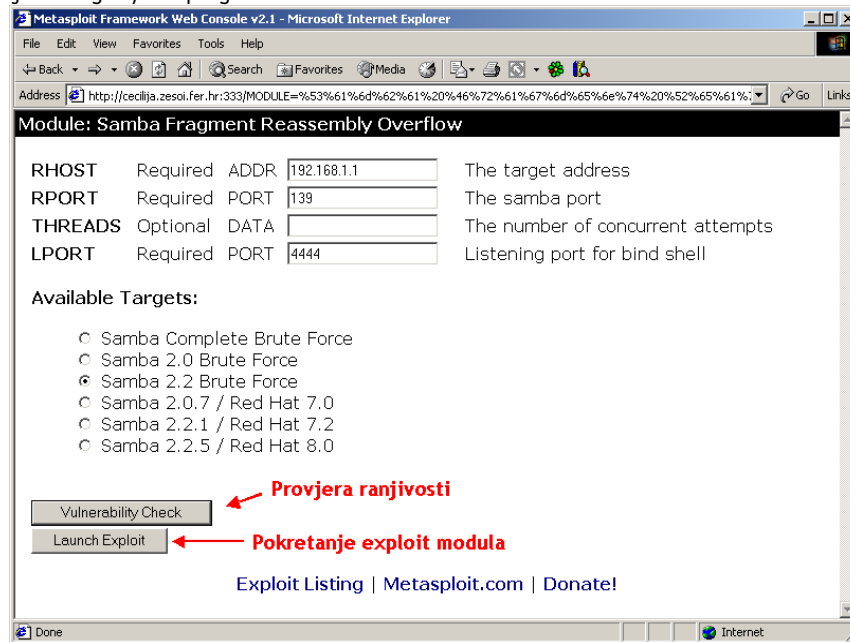 Metasploit Framework Web Console v2.1 - Microsoft Internet Explorer
File Edit View Favorites Tools Help
Back Search Favorites Media
Address http://cecilija.zesoi.fer.hr:333/MODULE=%53%61%6d%62%61%20%46%72%61%67%6d%65%6e%74%20%52%65%61% Go Links
Module: Samba Fragment Reassembly Overflow
RHOST Required ADDR 192.168.1.1 The target address
RPORT Required PORT 139 The samba port
THREADS Optional DATA The number of concurrent attempts
LPORT Required PORT 4444 Listening port for bind shell
Available Targets:
Samba Complete Brute Force
Samba 2.0 Brute Force
Samba 2.2 Brute Force
Samba 2.0.7 / Red Hat 7.0
Samba 2.2.1 / Red Hat 7.2
Samba 2.2.5 / Red Hat 8.0
Provjera ranjivosti
Vulnerability Check
Launch Exploit
Pokretanje exploit modula
Exploit Listing | Metasploit.com | Donate!
Done Internet